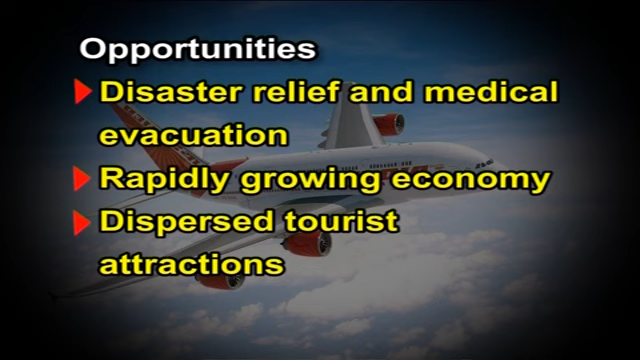 Opportunities
Disaster relief and medical
evacuation
Rapidly growing economy
Dispersed tourist
attractions